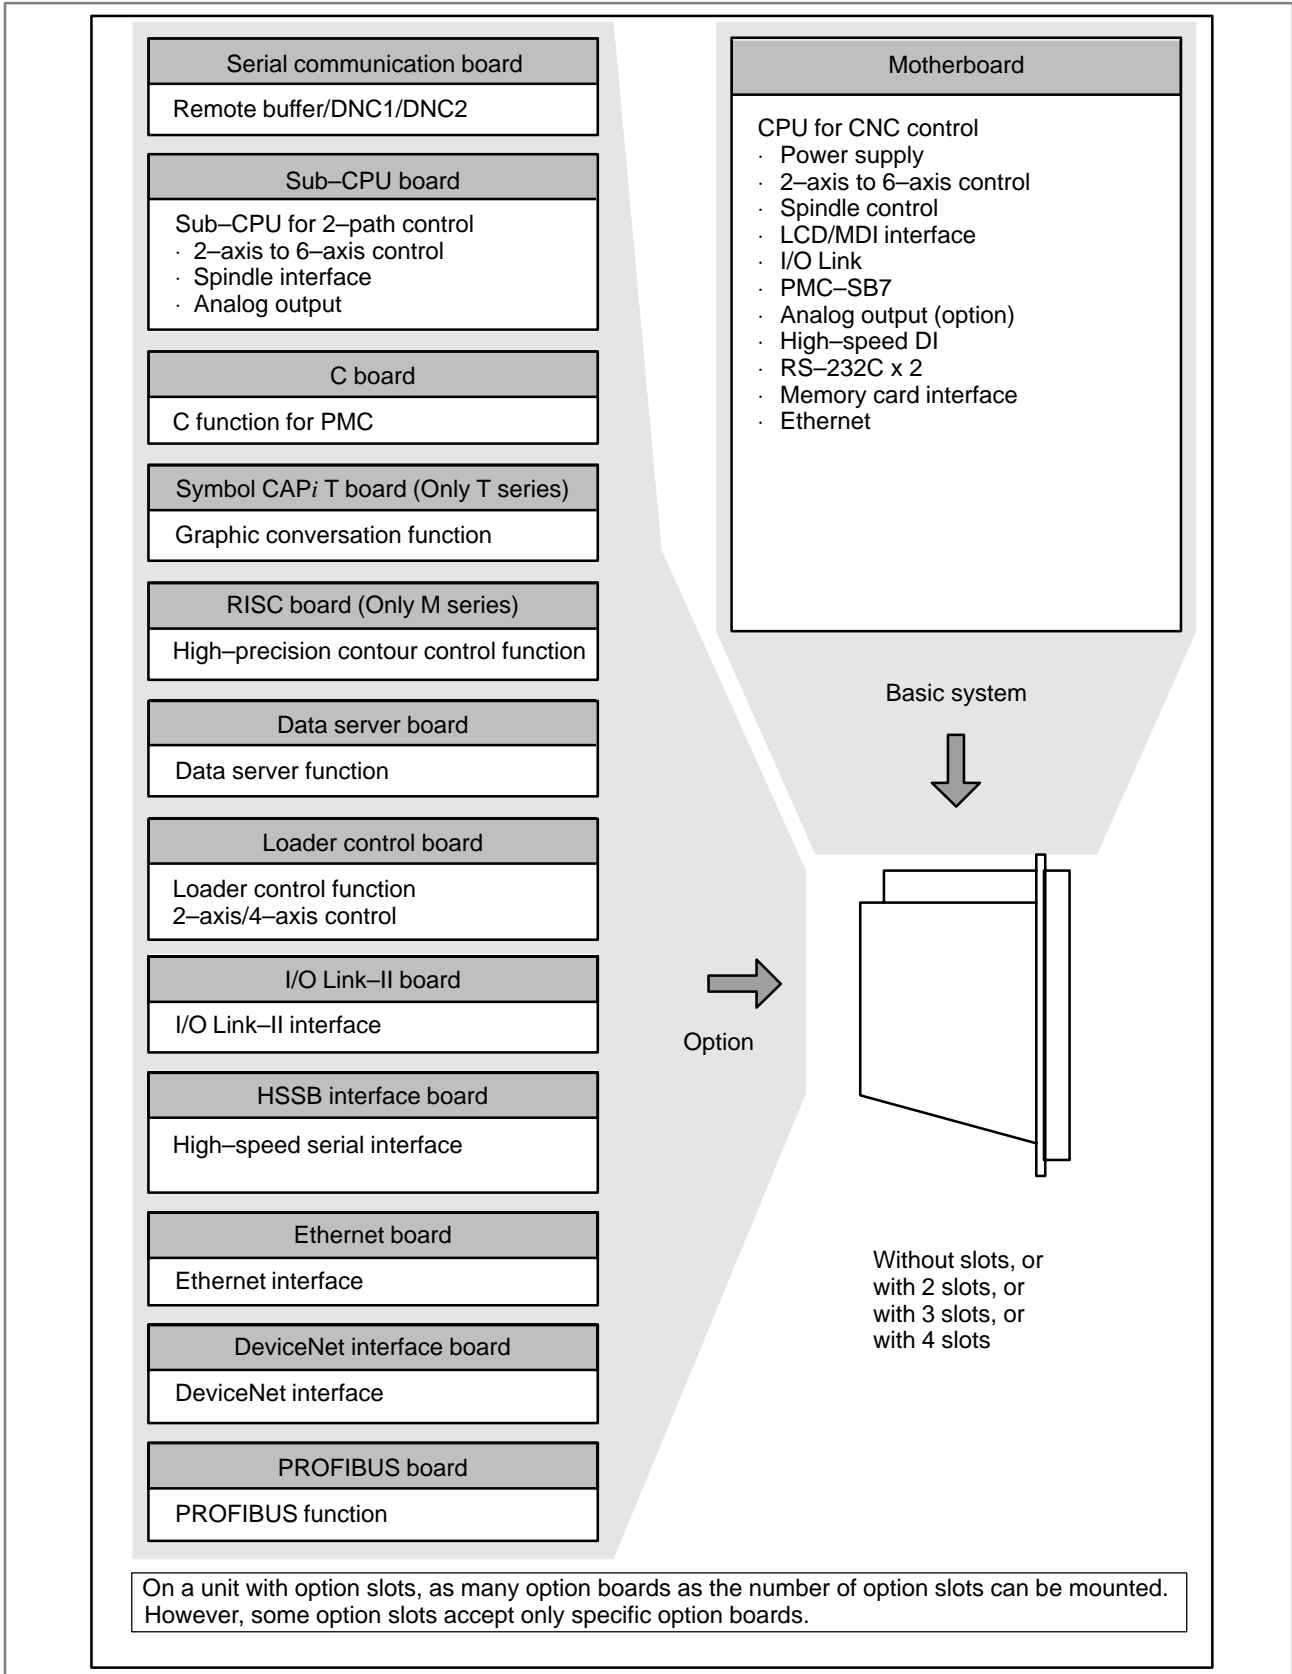 Serial communication board
Remote buffer/DNC1/DNC2
Sub–CPU board
Sub–CPU for 2–path control
· 2–axis to 6–axis control
· Spindle interface
· Analog output
C board
C function for PMC
Symbol CAPi T board (Only T series)
Graphic conversation function
RISC board (Only M series)
High–precision contour control function
Data server board
Data server function
Loader control board
Loader control function
2–axis/4–axis control
I/O Link–II board
I/O Link–II interface
HSSB interface board
High–speed serial interface
Ethernet board
Ethernet interface
DeviceNet interface board
DeviceNet interface
PROFIBUS board
PROFIBUS function
Motherboard
CPU for CNC control
· Power supply
· 2–axis to 6–axis control
· Spindle control
· LCD/MDI interface
· I/O Link
· PMC–SB7
· Analog output (option)
· High–speed DI
· RS–232C x 2
· Memory card interface
· Ethernet
Basic system
Option
Without slots, or
with 2 slots, or
with 3 slots, or
with 4 slots
On a unit with option slots, as many option boards as the number of option slots can be mounted.
However, some option slots accept only specific option boards.